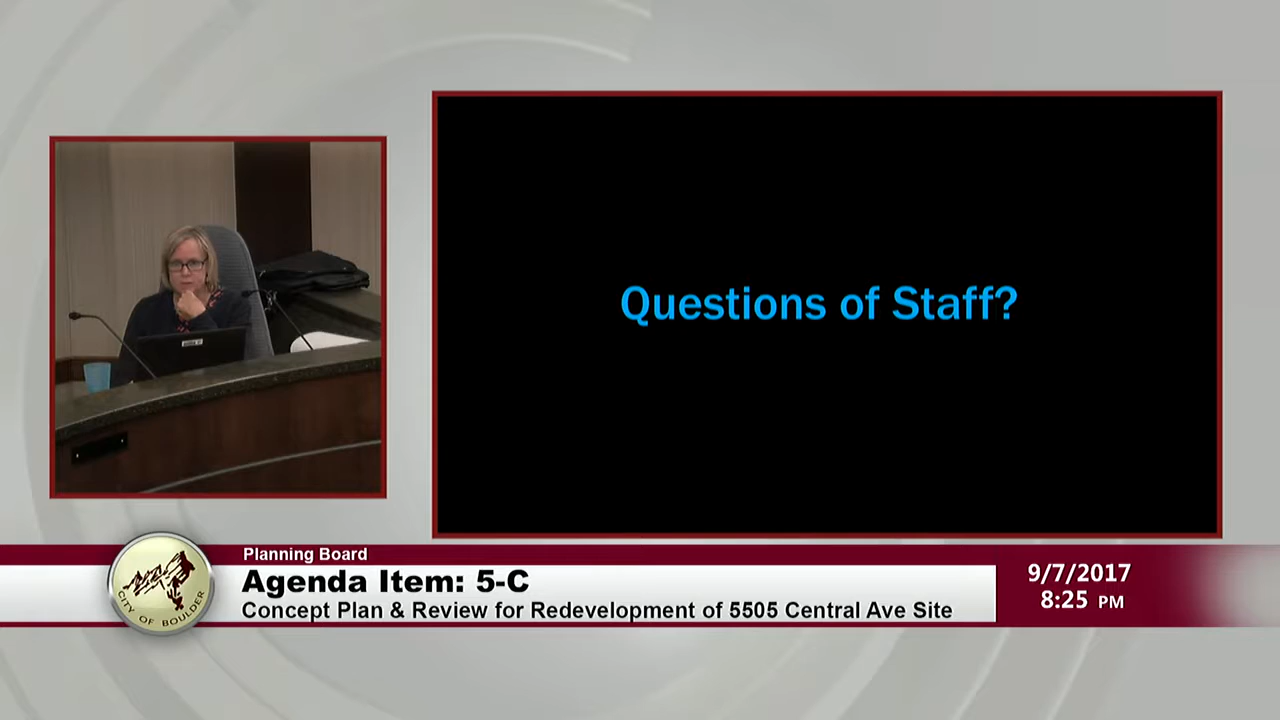 Questions of Staff?
Planning Board
Agenda Item: 5-C
Concept Plan & Review for Redevelopment of 5505 Central Ave Site
CITY OF BOULDER
9/7/2017
8:25 PM